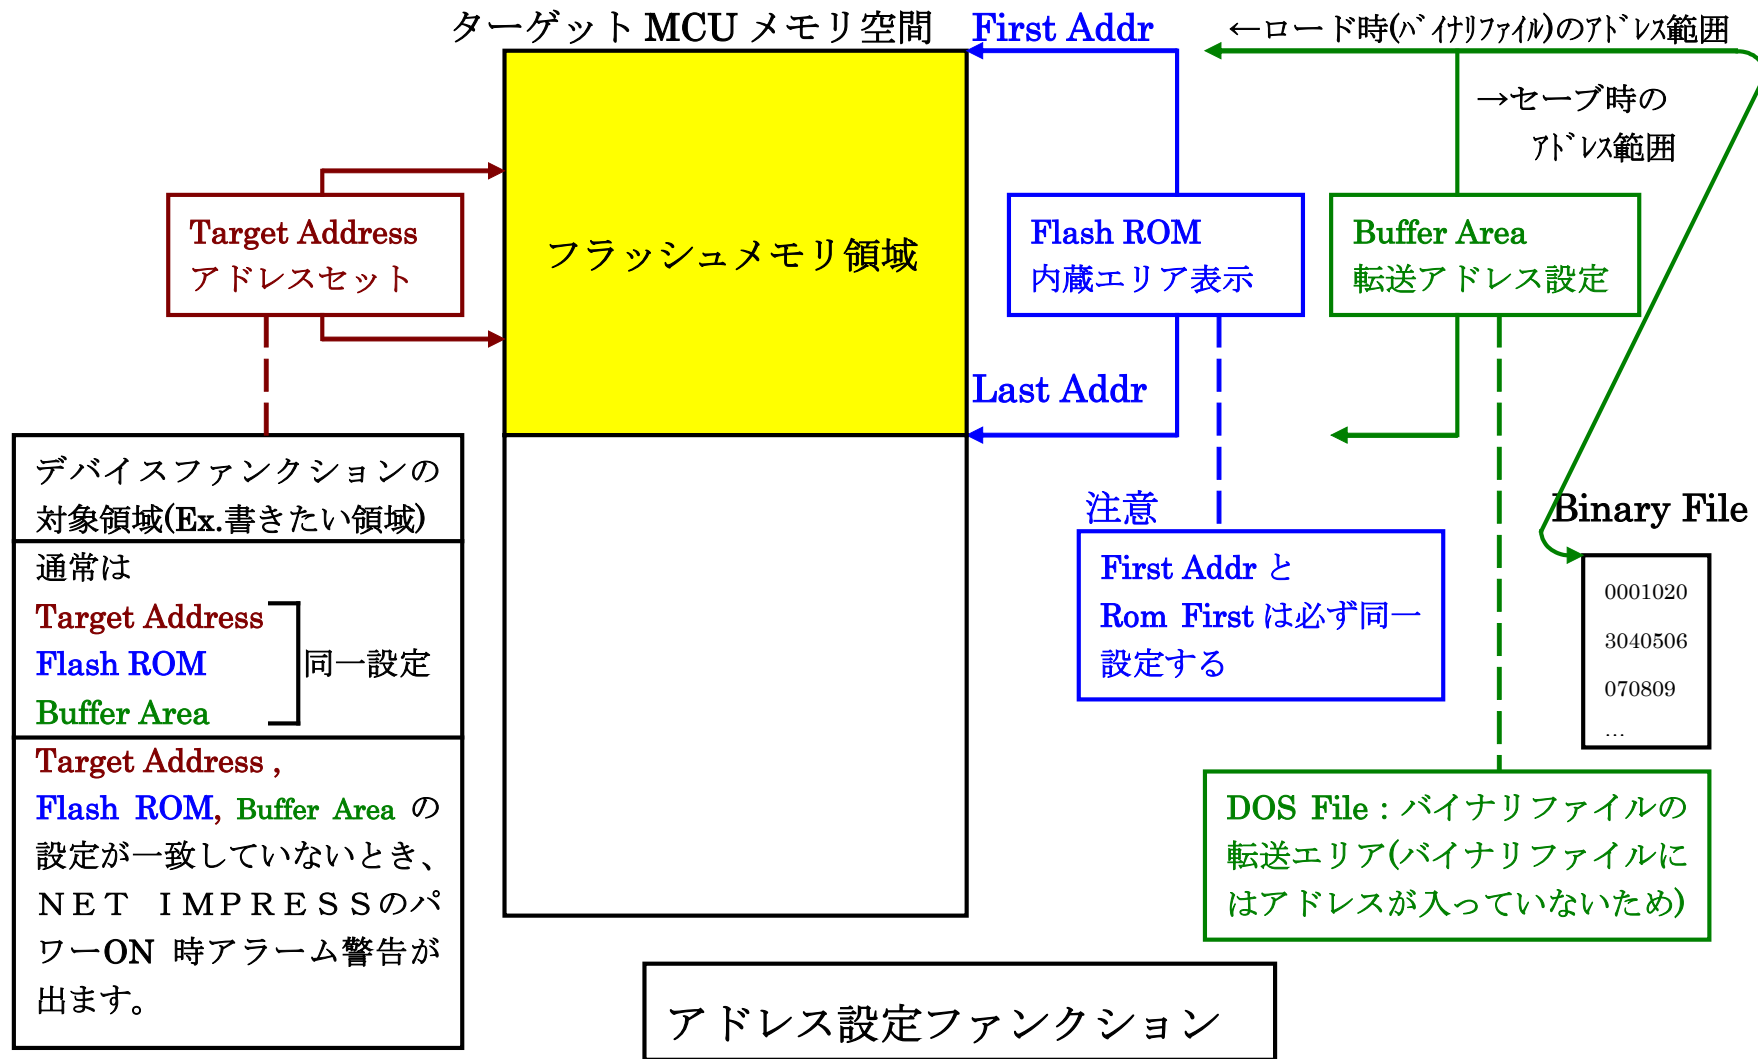 ターゲット MCU メモリ空間
First Addr
←ロード時(ﾊﾞｲﾅﾘﾌｧｲﾙ)のｱﾄﾞﾚｽ範囲
→セーブ時の
ｱﾄﾞﾚｽ範囲
Target Address
アドレスセット
フラッシュメモリ領域
Flash ROM
内蔵エリア表示
Buffer Area
転送アドレス設定
Last Addr
デバイスファンクションの
対象領域(Ex.書きたい領域)
通常は
Target Address
Flash ROM
Buffer Area
同一設定
Target Address ,
Flash ROM, Buffer Area の
設定が一致していないとき、
ＮＥＴ　ＩＭＰＲＥＳＳのパ
ワーON 時アラーム警告が
出ます。
注意
First Addr と
Rom First は必ず同一
設定する
Binary File
0001020
3040506
070809
…
DOS File : バイナリファイルの
転送エリア(バイナリファイルに
はアドレスが入っていないため)
アドレス設定ファンクション